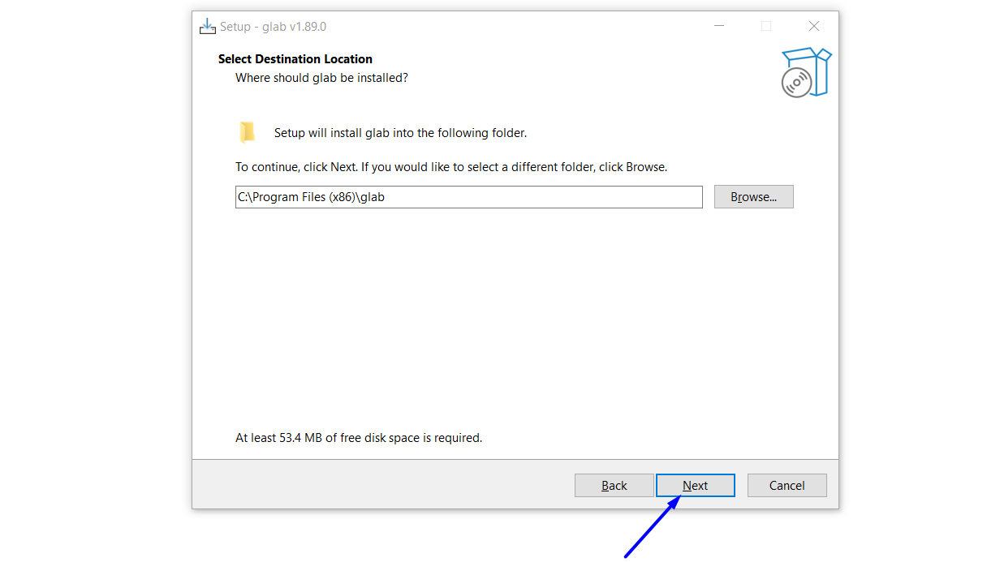 Setup - glab v1.89.0
Select Destination Location
Where should glab be installed?
Setup will install glab into the following folder.
To continue, click Next. If you would like to select a different folder, click Browse.
C:\Program Files (x86)\glab
Browse...
At least 53.4 MB of free disk space is required.
Back
Next
Cancel